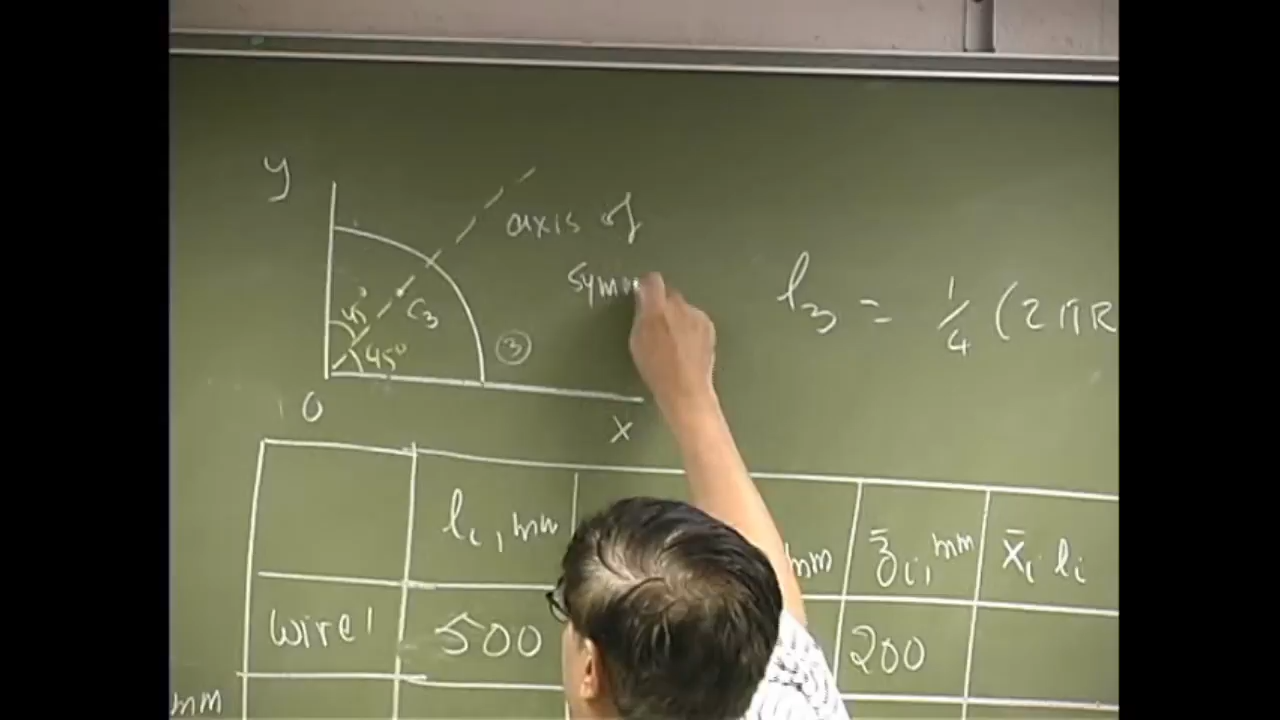 y
axis of
sym
45°
C3
45°
③
O
x
l3 = 1/4 (2πR
li, mm
mm
z̄i, mm
x̄i li
wire 1
500
200
mm